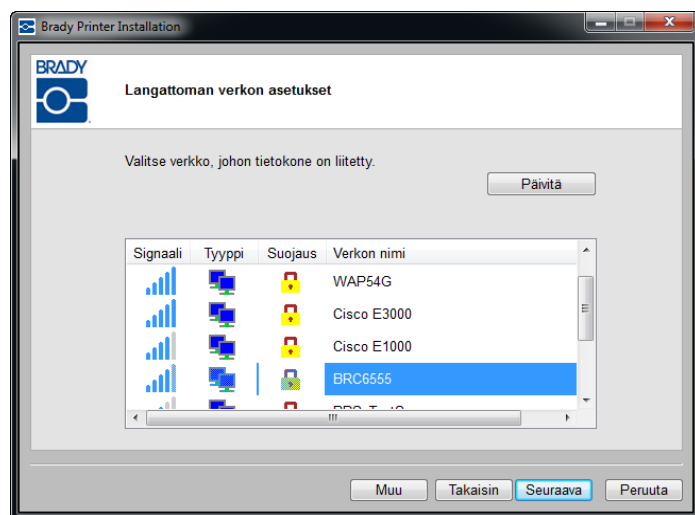 Brady Printer Installation
BRADY
Langattoman verkon asetukset
Valitse verkko, johon tietokone on liitetty.
Päivitä
Signaali Tyyppi Suojaus Verkon nimi
WAP54G
Cisco E3000
Cisco E1000
BRC6555
Muu Takaisin Seuraava Peruuta